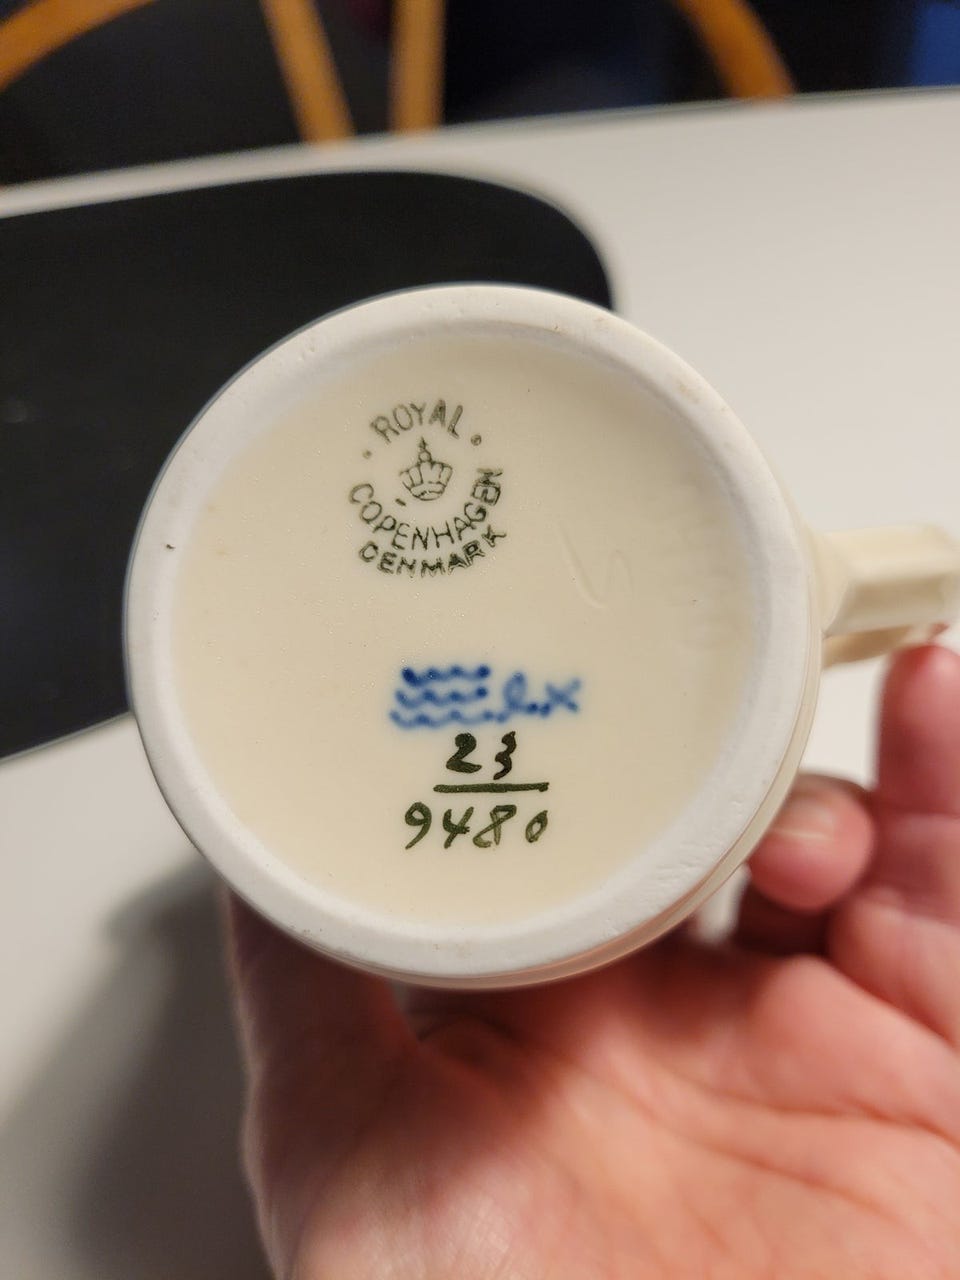 ROYAL
COPENHAGEN
DENMARK
23
9480